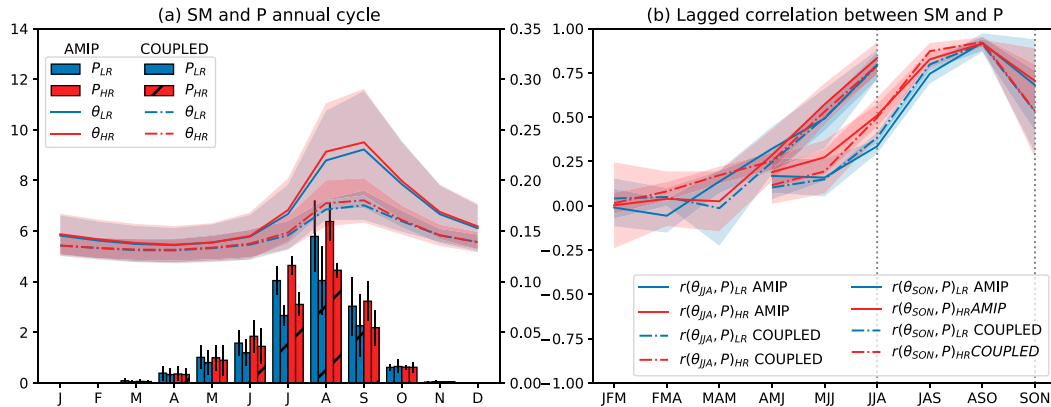 (a) SM and P annual cycle
14
12
10
8
6
4
2
0
0.35
0.30
0.25
0.20
0.15
0.10
0.05
0.00
J F M A M J J A S O N D
AMIP COUPLED
P_LR P_LR
P_HR P_HR
θ_LR θ_LR
θ_HR θ_HR
(b) Lagged correlation between SM and P
1.00
0.75
0.50
0.25
0.00
−0.25
−0.50
−0.75
−1.00
JFM FMA MAM AMJ MJJ JJA JAS ASO SON
r(θ_JJA, P)_LR AMIP
r(θ_JJA, P)_HR AMIP
r(θ_JJA, P)_LR COUPLED
r(θ_JJA, P)_HR COUPLED
r(θ_SON, P)_LR AMIP
r(θ_SON, P)_HR AMIP
r(θ_SON, P)_LR COUPLED
r(θ_SON, P)_HR COUPLED